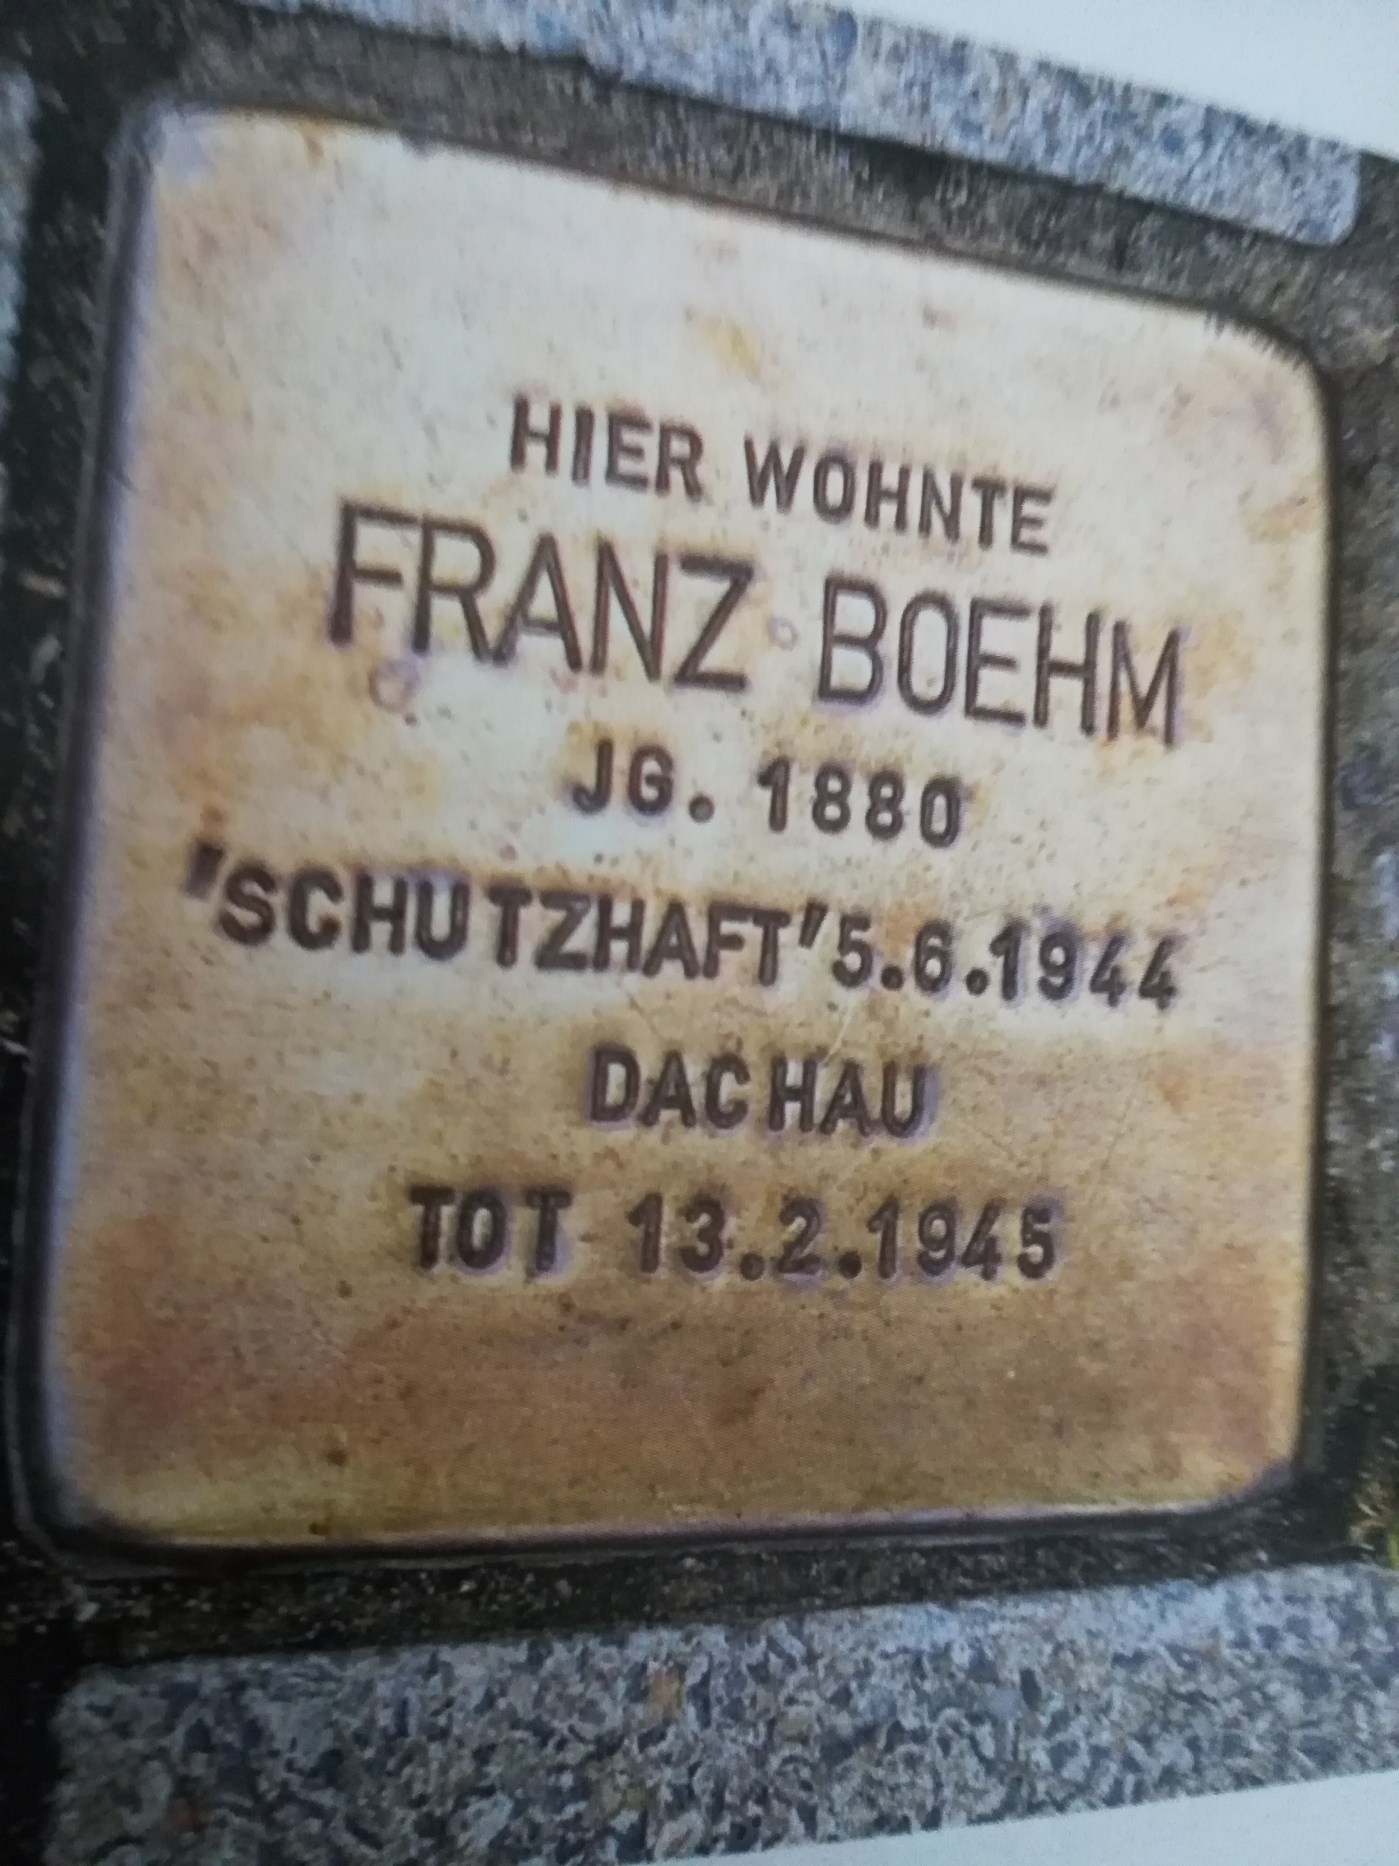 HIER WOHNTE
FRANZ BOEHM
JG. 1880
"SCHUTZHAFT" 5.6.1944
DACHAU
TOT 13.2.1945